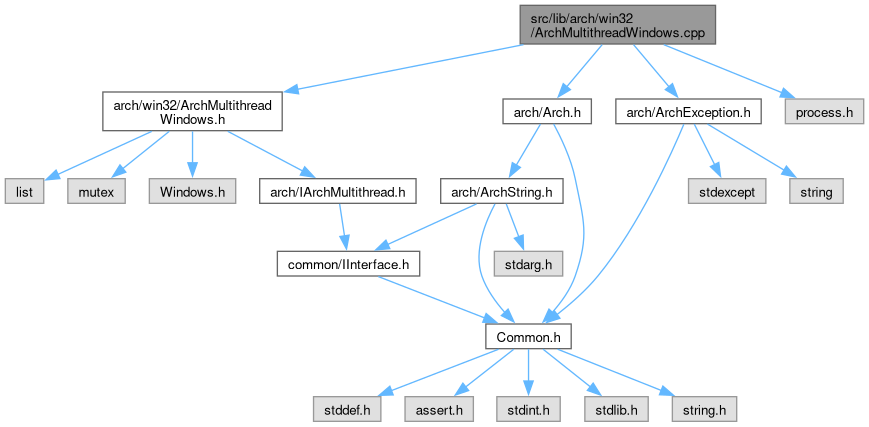 src/lib/arch/win32
/ArchMultithreadWindows.cpp
arch/win32/ArchMultithread
Windows.h
arch/Arch.h
arch/ArchException.h
process.h
list
mutex
Windows.h
arch/IArchMultithread.h
arch/ArchString.h
stdexcept
string
common/IInterface.h
stdarg.h
Common.h
stddef.h
assert.h
stdint.h
stdlib.h
string.h